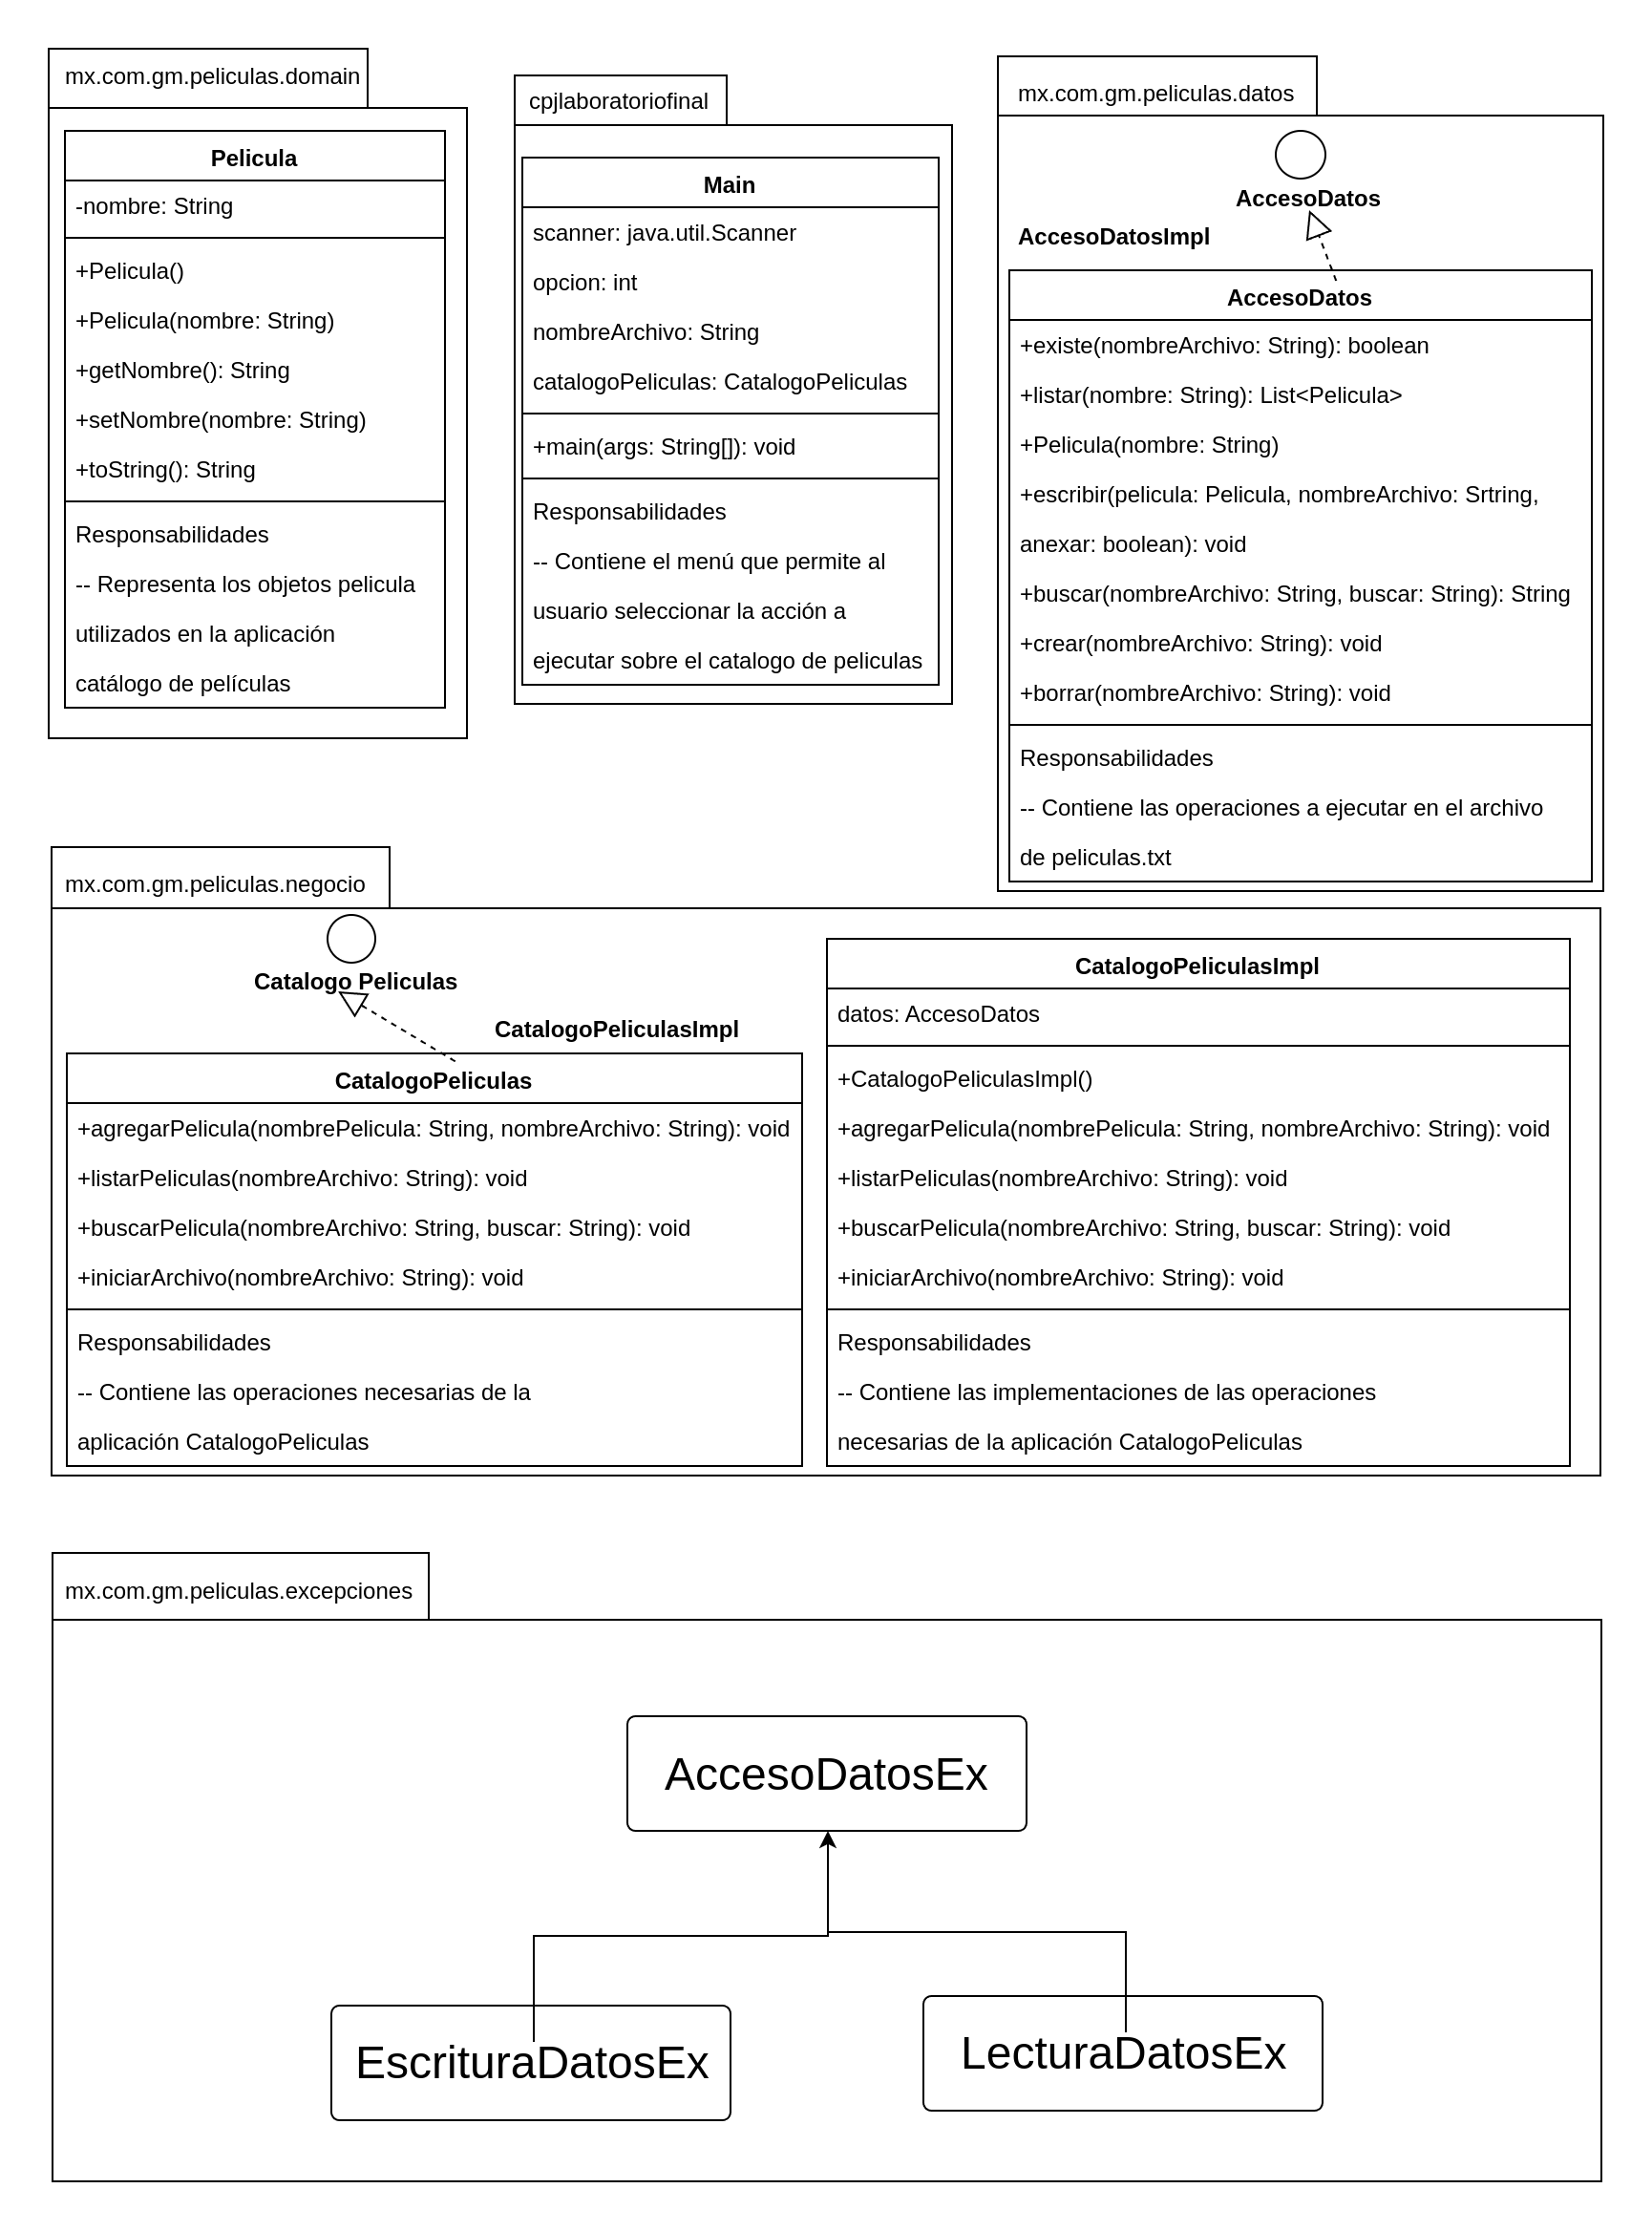 mx.com.gm.peliculas.domain
Pelicula
-nombre: String
+Pelicula()
+Pelicula(nombre: String)
+getNombre(): String
+setNombre(nombre: String)
+toString(): String
Responsabilidades
-- Representa los objetos pelicula
utilizados en la aplicación
catálogo de películas
cpjlaboratoriofinal
Main
scanner: java.util.Scanner
opcion: int
nombreArchivo: String
catalogoPeliculas: CatalogoPeliculas
+main(args: String[]): void
Responsabilidades
-- Contiene el menú que permite al
usuario seleccionar la acción a
ejecutar sobre el catalogo de peliculas
mx.com.gm.peliculas.datos
AccesoDatos
AccesoDatosImpl
AccesoDatos
+existe(nombreArchivo: String): boolean
+listar(nombre: String): List<Pelicula>
+Pelicula(nombre: String)
+escribir(pelicula: Pelicula, nombreArchivo: Srtring,
anexar: boolean): void
+buscar(nombreArchivo: String, buscar: String): String
+crear(nombreArchivo: String): void
+borrar(nombreArchivo: String): void
Responsabilidades
-- Contiene las operaciones a ejecutar en el archivo
de peliculas.txt
mx.com.gm.peliculas.negocio
Catalogo Peliculas
CatalogoPeliculasImpl
CatalogoPeliculas
+agregarPelicula(nombrePelicula: String, nombreArchivo: String): void
+listarPeliculas(nombreArchivo: String): void
+buscarPelicula(nombreArchivo: String, buscar: String): void
+iniciarArchivo(nombreArchivo: String): void
Responsabilidades
-- Contiene las operaciones necesarias de la
aplicación CatalogoPeliculas
CatalogoPeliculasImpl
datos: AccesoDatos
+CatalogoPeliculasImpl()
+agregarPelicula(nombrePelicula: String, nombreArchivo: String): void
+listarPeliculas(nombreArchivo: String): void
+buscarPelicula(nombreArchivo: String, buscar: String): void
+iniciarArchivo(nombreArchivo: String): void
Responsabilidades
-- Contiene las implementaciones de las operaciones
necesarias de la aplicación CatalogoPeliculas
mx.com.gm.peliculas.excepciones
AccesoDatosEx
EscrituraDatosEx
LecturaDatosEx